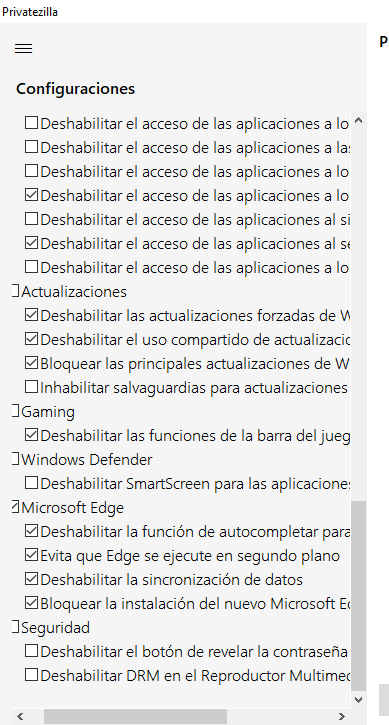 Privatezilla
P
Configuraciones
Deshabilitar el acceso de las aplicaciones a lo
Deshabilitar el acceso de las aplicaciones a las
Deshabilitar el acceso de las aplicaciones a lo
Deshabilitar el acceso de las aplicaciones a lo
Deshabilitar el acceso de las aplicaciones al si
Deshabilitar el acceso de las aplicaciones al se
Deshabilitar el acceso de las aplicaciones a lo
Actualizaciones
Deshabilitar las actualizaciones forzadas de W
Deshabilitar el uso compartido de actualizacio
Bloquear las principales actualizaciones de W
Inhabilitar salvaguardias para actualizaciones
Gaming
Deshabilitar las funciones de la barra del jueg
Windows Defender
Deshabilitar SmartScreen para las aplicaciones
Microsoft Edge
Deshabilitar la función de autocompletar para
Evita que Edge se ejecute en segundo plano
Deshabilitar la sincronización de datos
Bloquear la instalación del nuevo Microsoft Ed
Seguridad
Deshabilitar el botón de revelar la contraseña
Deshabilitar DRM en el Reproductor Multimed